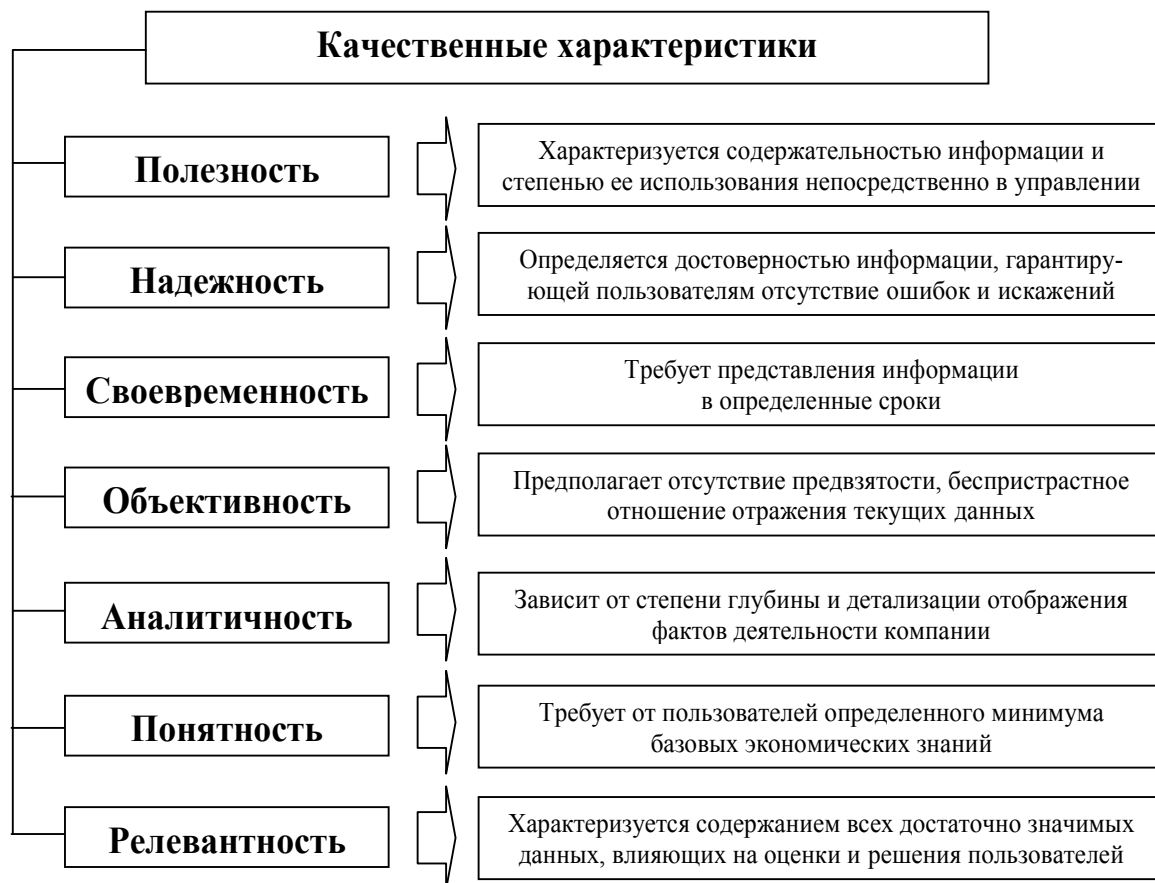 Качественные характеристики
Полезность
Характеризуется содержательностью информации и
степенью ее использования непосредственно в управлении
Надежность
Определяется достоверностью информации, гарантиру-
ющей пользователям отсутствие ошибок и искажений
Своевременность
Требует представления информации
в определенные сроки
Объективность
Предполагает отсутствие предвзятости, беспристрастное
отношение отражения текущих данных
Аналитичность
Зависит от степени глубины и детализации отображения
фактов деятельности компании
Понятность
Требует от пользователей определенного минимума
базовых экономических знаний
Релевантность
Характеризуется содержанием всех достаточно значимых
данных, влияющих на оценки и решения пользователей